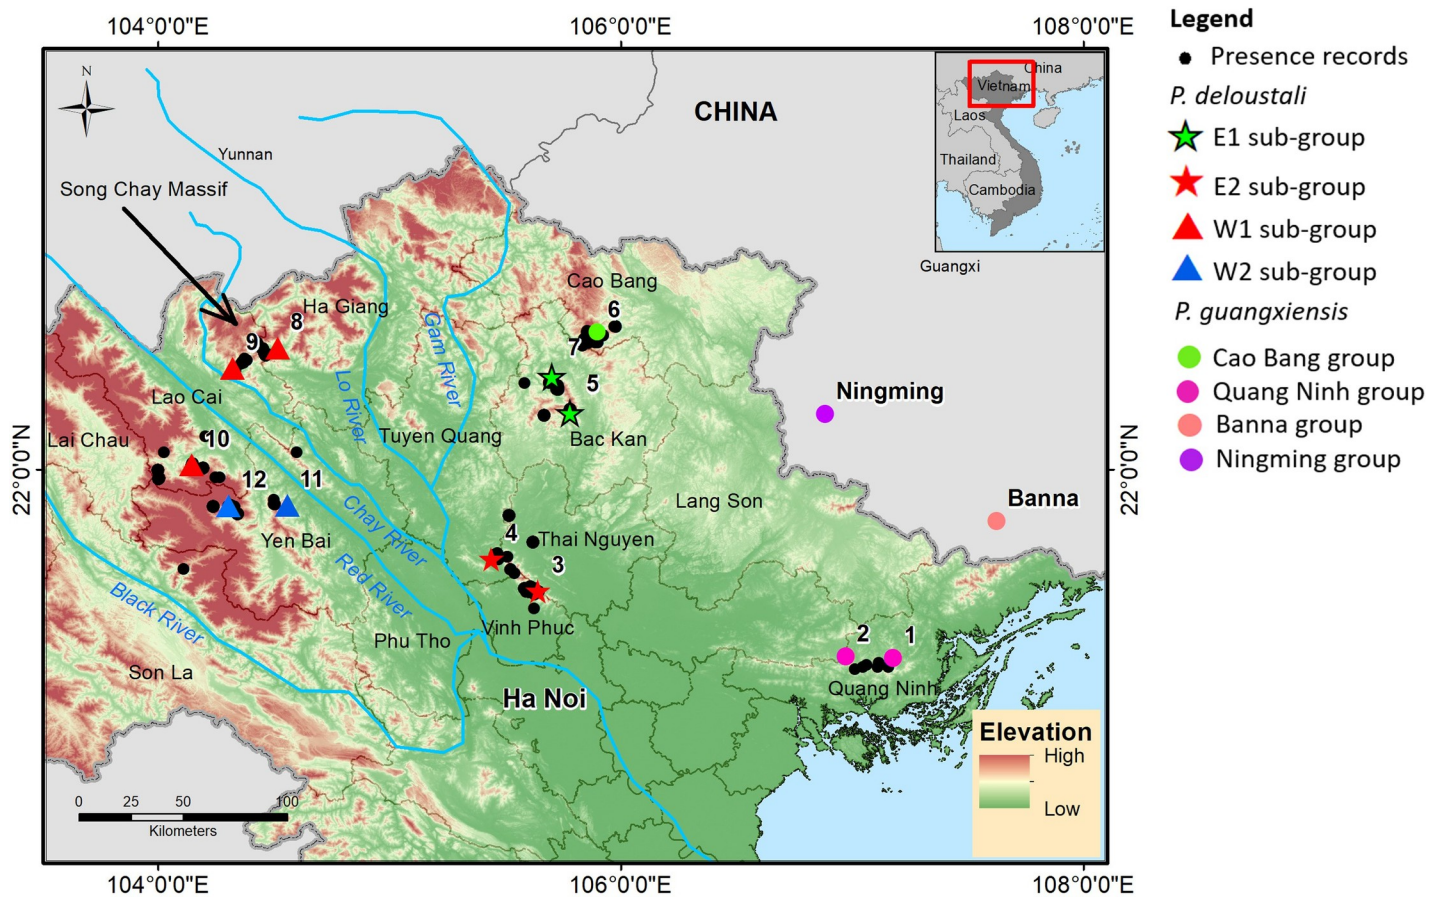 104°0'0"E
106°0'0"E
108°0'0"E
Legend
Presence records
P. deloustali
E1 sub-group
E2 sub-group
W1 sub-group
W2 sub-group
P. guangxiensis
Cao Bang group
Quang Ninh group
Banna group
Ningming group
N
CHINA
China
Vietnam
Laos
Thailand
Cambodia
Yunnan
Song Chay Massif
Guangxi
Cao Bang
Ha Giang
6
8
9
7
Gam River
5
Lo River
Ningming
Lao Cai
Lai Chau
10
Tuyen Quang
Bac Kan
22°0'0"N
22°0'0"N
12
11
Lang Son
Banna
Chay River
Yen Bai
4
Thai Nguyen
3
Red River
Black River
Vinh Phuc
Phu Tho
2
1
Son La
Quang Ninh
Ha Noi
Elevation
High
Low
0
25
50
100
Kilometers
104°0'0"E
106°0'0"E
108°0'0"E